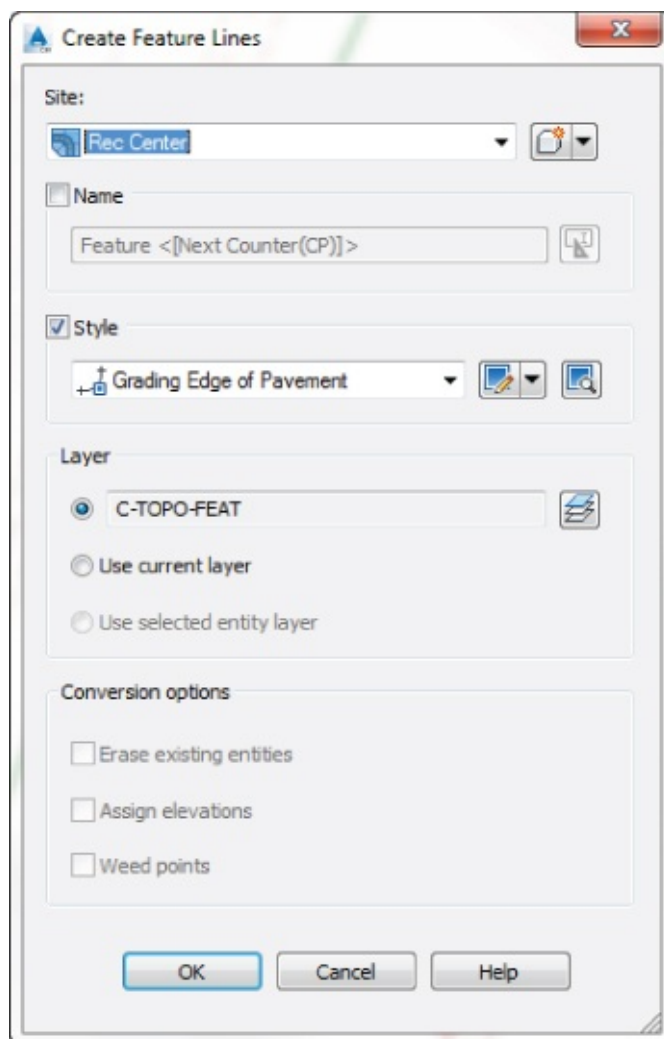 Create Feature Lines
Site:
Rec Center
Name
Feature <[Next Counter(CP)]>
Style
Grading Edge of Pavement
Layer
C-TOPO-FEAT
Use current layer
Use selected entity layer
Conversion options
Erase existing entities
Assign elevations
Weed points
OK Cancel Help